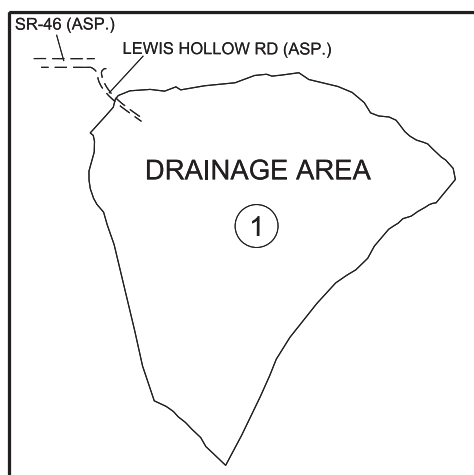 SR-46 (ASP.)
LEWIS HOLLOW RD (ASP.)
DRAINAGE AREA
1